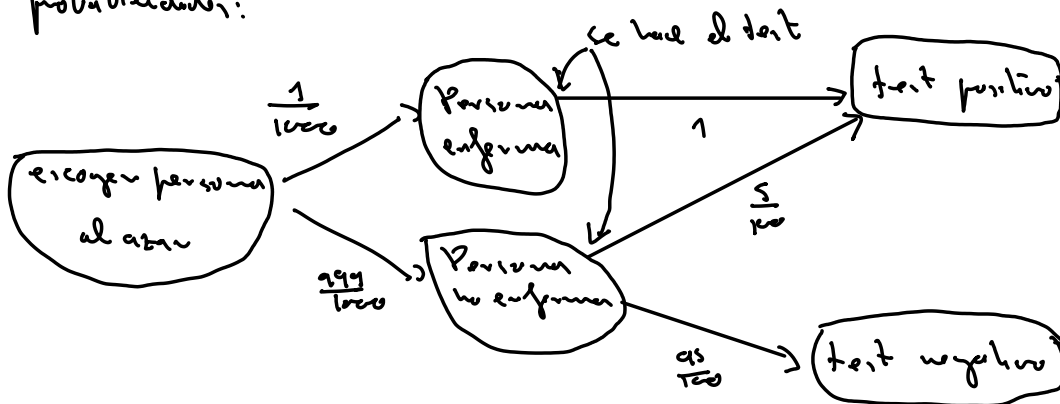 probabilidades:
se hace el test
1/1000
Persona
enferma
1
test positivo
escoger persona
al azar
5/100
999/1000
Persona
no enferma
95/100
test negativo